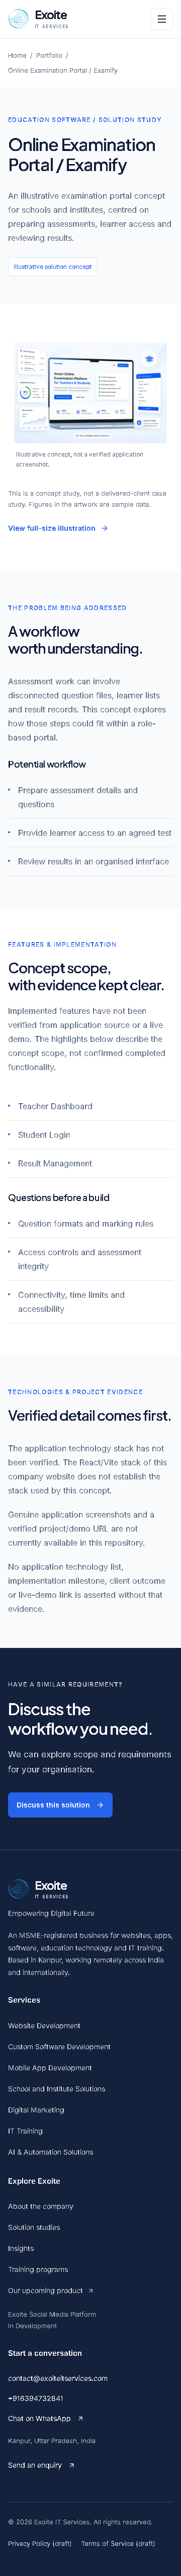 Exoite
IT SERVICES
Home / Portfolio /
Online Examination Portal / Examify
EDUCATION SOFTWARE / SOLUTION STUDY
Online Examination
Portal / Examify
An illustrative examination portal concept
for schools and institutes, centred on
preparing assessments, learner access and
reviewing results.
Illustrative solution concept
Smart Online Examination
Platform for Teachers & Students
Illustrative concept, not a verified application
screenshot.
This is a concept study, not a delivered-client case
study. Figures in the artwork are sample data.
View full-size illustration →
THE PROBLEM BEING ADDRESSED
A workflow
worth understanding.
Assessment work can involve
disconnected question files, learner lists
and result records. This concept explores
how those steps could fit within a role-
based portal.
Potential workflow
Prepare assessment details and
questions
Provide learner access to an agreed test
Review results in an organised interface
FEATURES & IMPLEMENTATION
Concept scope,
with evidence kept clear.
Implemented features have not been
verified from application source or a live
demo. The highlights below describe the
concept scope, not confirmed completed
functionality.
Teacher Dashboard
Student Login
Result Management
Questions before a build
Question formats and marking rules
Access controls and assessment
integrity
Connectivity, time limits and
accessibility
TECHNOLOGIES & PROJECT EVIDENCE
Verified detail comes first.
The application technology stack has not
been verified. The React/Vite stack of this
company website does not establish the
stack used by this concept.
Genuine application screenshots and a
verified project/demo URL are not
currently available in this repository.
No application technology list,
implementation milestone, client outcome
or live-demo link is asserted without that
evidence.
HAVE A SIMILAR REQUIREMENT?
Discuss the
workflow you need.
We can explore scope and requirements
for your organisation.
Discuss this solution →
Exoite
IT SERVICES
Empowering Digital Future
An MSME-registered business for websites, apps,
software, education technology and IT training.
Based in Kanpur, working remotely across India
and internationally.
Services
Website Development
Custom Software Development
Mobile App Development
School and Institute Solutions
Digital Marketing
IT Training
AI & Automation Solutions
Explore Exoite
About the company
Solution studies
Insights
Training programs
Our upcoming product ↗
Exoite Social Media Platform
In Development
Start a conversation
contact@exoiteitservices.com
+916394732841
Chat on WhatsApp ↗
Kanpur, Uttar Pradesh, India
Send an enquiry ↗
© 2026 Exoite IT Services. All rights reserved.
Privacy Policy (draft) Terms of Service (draft)